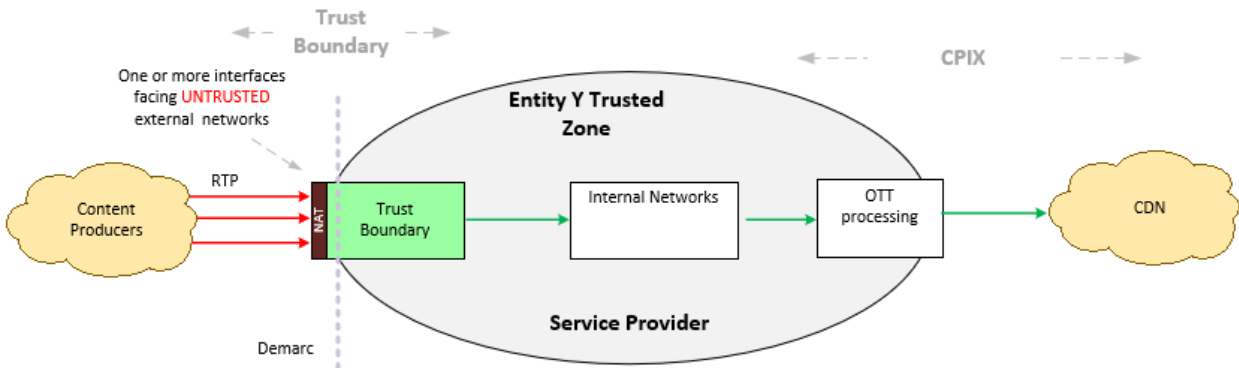 Trust
Boundary
CPIX
One or more interfaces
facing UNTRUSTED
external networks
Entity Y Trusted
Zone
RTP
Content
Producers
NAT
Trust
Boundary
Internal Networks
OTT
processing
CDN
Service Provider
Demarc